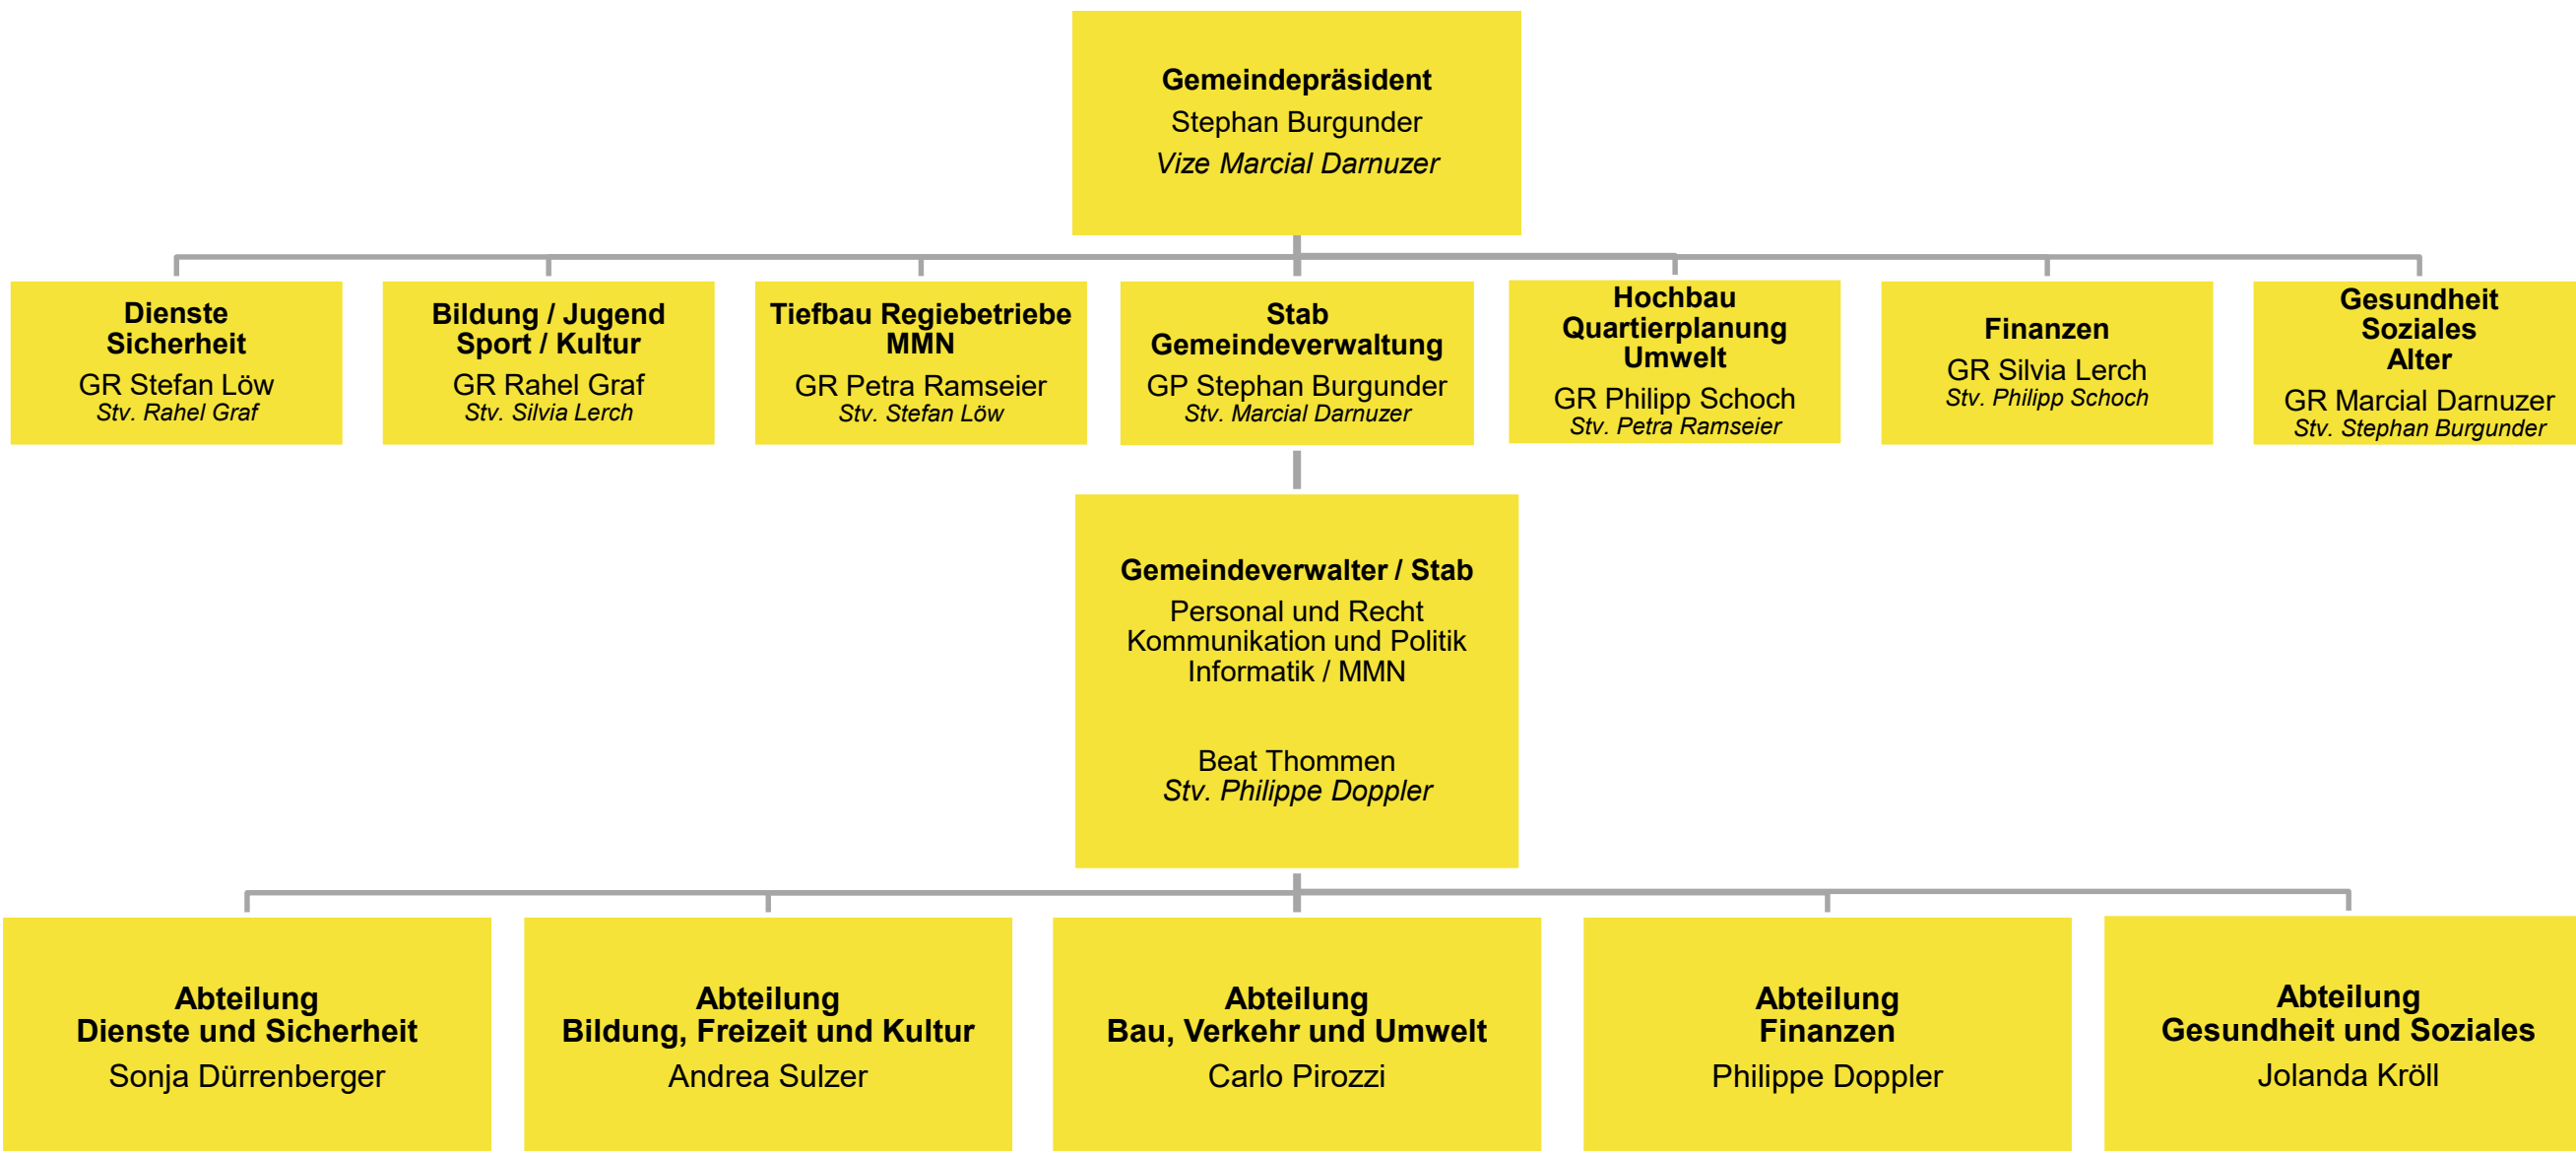 Gemeindepräsident
Stephan Burgunder
Vize Marcial Darnuzer
Dienste
Sicherheit
GR Stefan Löw
Stv. Rahel Graf
Bildung / Jugend
Sport / Kultur
GR Rahel Graf
Stv. Silvia Lerch
Tiefbau Regiebetriebe
MMN
GR Petra Ramseier
Stv. Stefan Löw
Stab
Gemeindeverwaltung
GP Stephan Burgunder
Stv. Marcial Darnuzer
Hochbau
Quartierplanung
Umwelt
GR Philipp Schoch
Stv. Petra Ramseier
Finanzen
GR Silvia Lerch
Stv. Philipp Schoch
Gesundheit
Soziales
Alter
GR Marcial Darnuzer
Stv. Stephan Burgunder
Gemeindeverwalter / Stab
Personal und Recht
Kommunikation und Politik
Informatik / MMN
Beat Thommen
Stv. Philippe Doppler
Abteilung
Dienste und Sicherheit
Sonja Dürrenberger
Abteilung
Bildung, Freizeit und Kultur
Andrea Sulzer
Abteilung
Bau, Verkehr und Umwelt
Carlo Pirozzi
Abteilung
Finanzen
Philippe Doppler
Abteilung
Gesundheit und Soziales
Jolanda Kröll